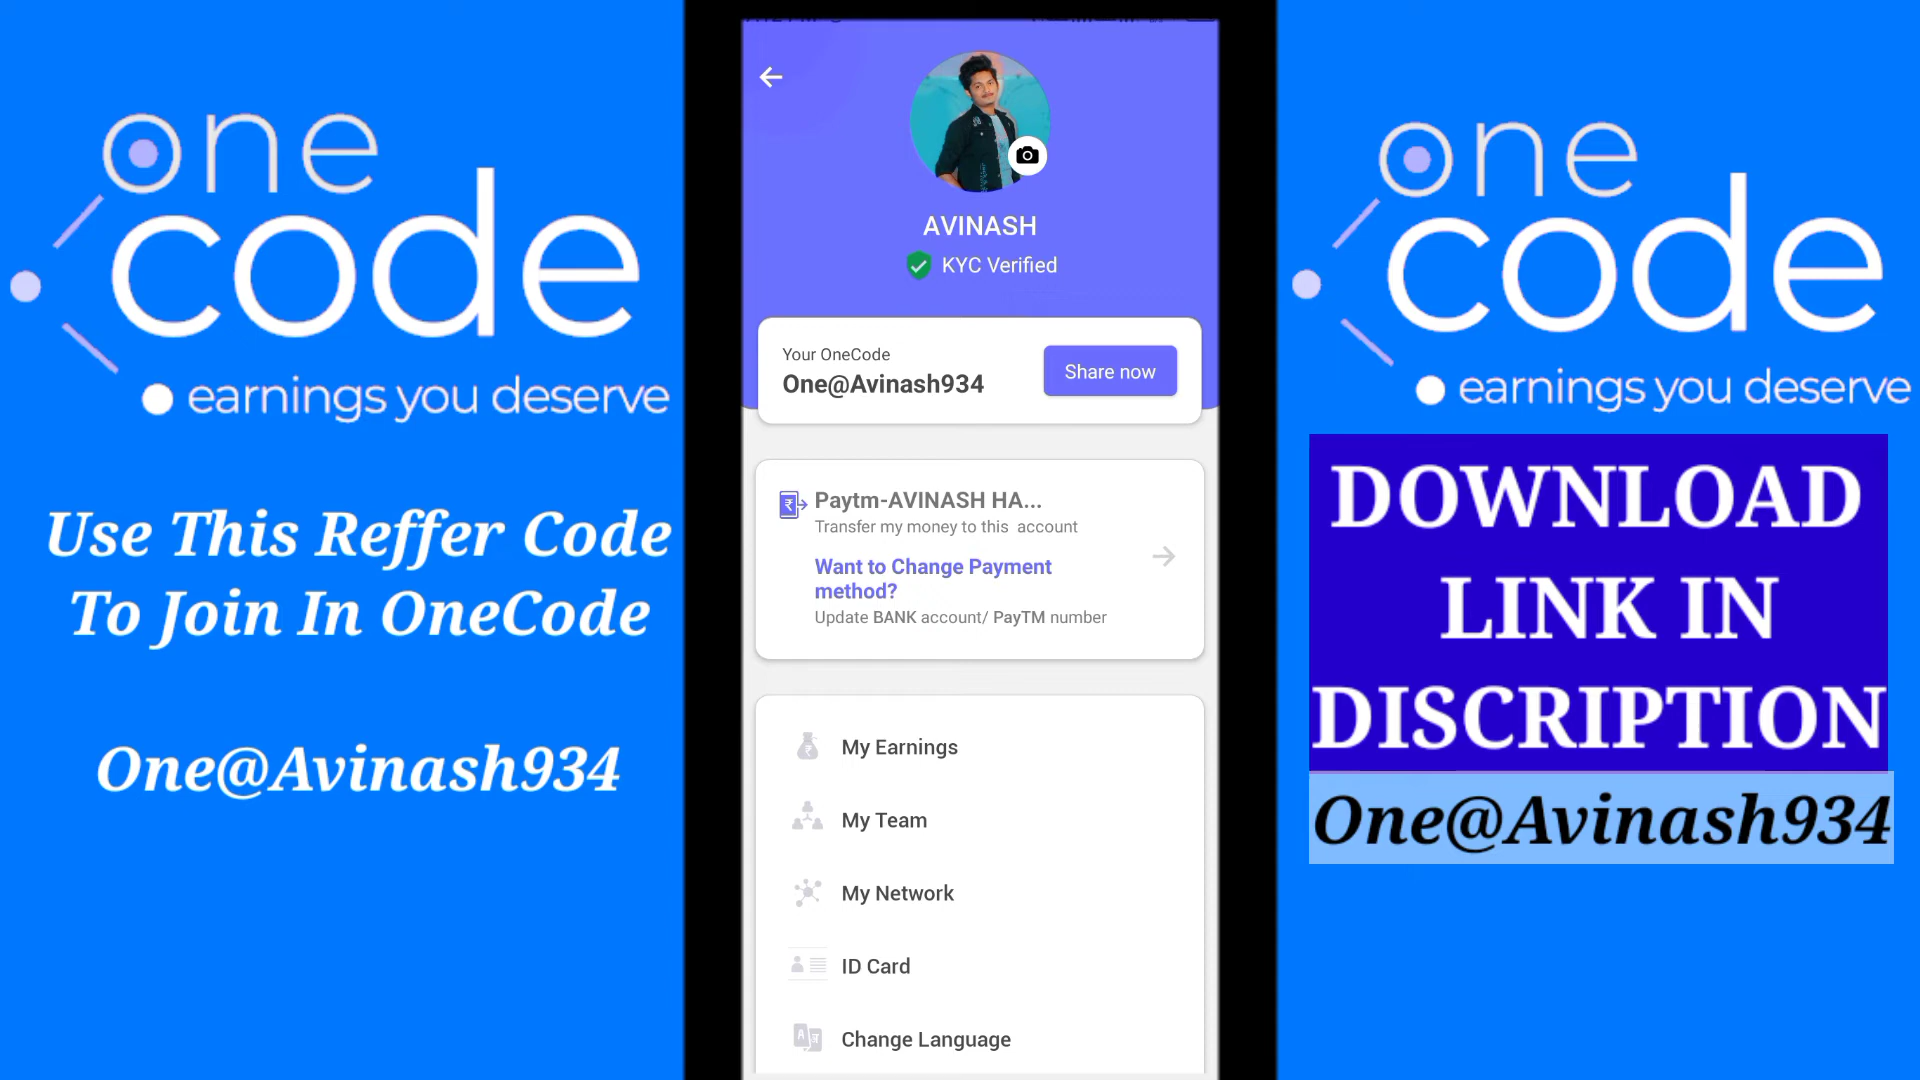 one
code
earnings you deserve
Use This Reffer Code
To Join In OneCode
One@Avinash934
AVINASH
KYC Verified
Your OneCode
One@Avinash934
Share now
Paytm-AVINASH HA...
Transfer my money to this account
Want to Change Payment
method?
Update BANK account/ PayTM number
My Earnings
My Team
My Network
ID Card
Change Language
one
code
earnings you deserve
DOWNLOAD
LINK IN
DISCRIPTION
One@Avinash934